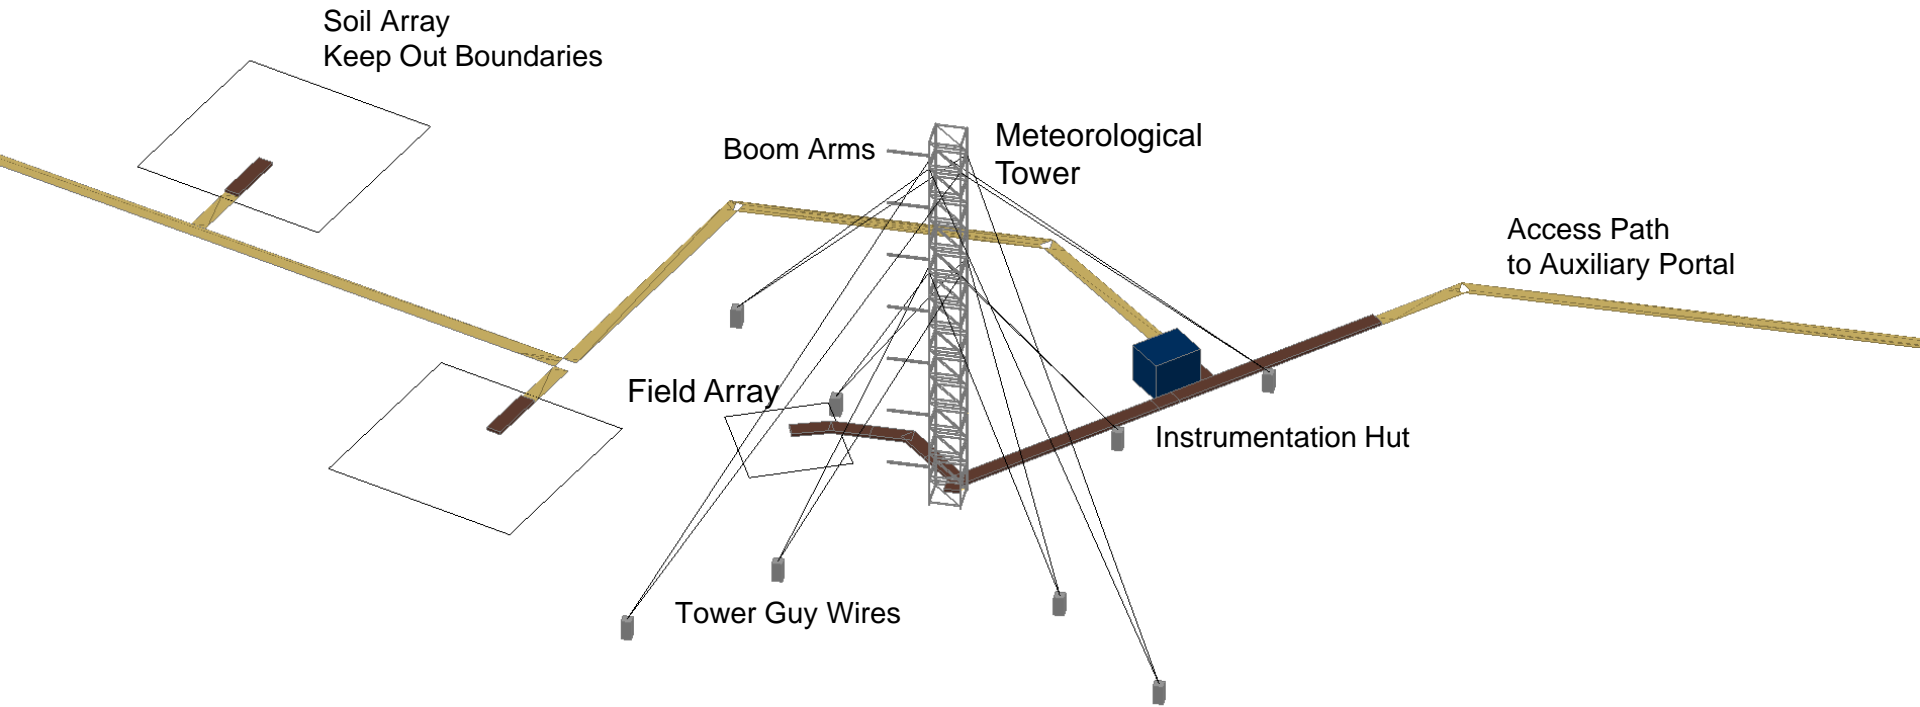 Soil Array
Keep Out Boundaries
Boom Arms
Meteorological
Tower
Access Path
to Auxiliary Portal
Field Array
Instrumentation Hut
Tower Guy Wires